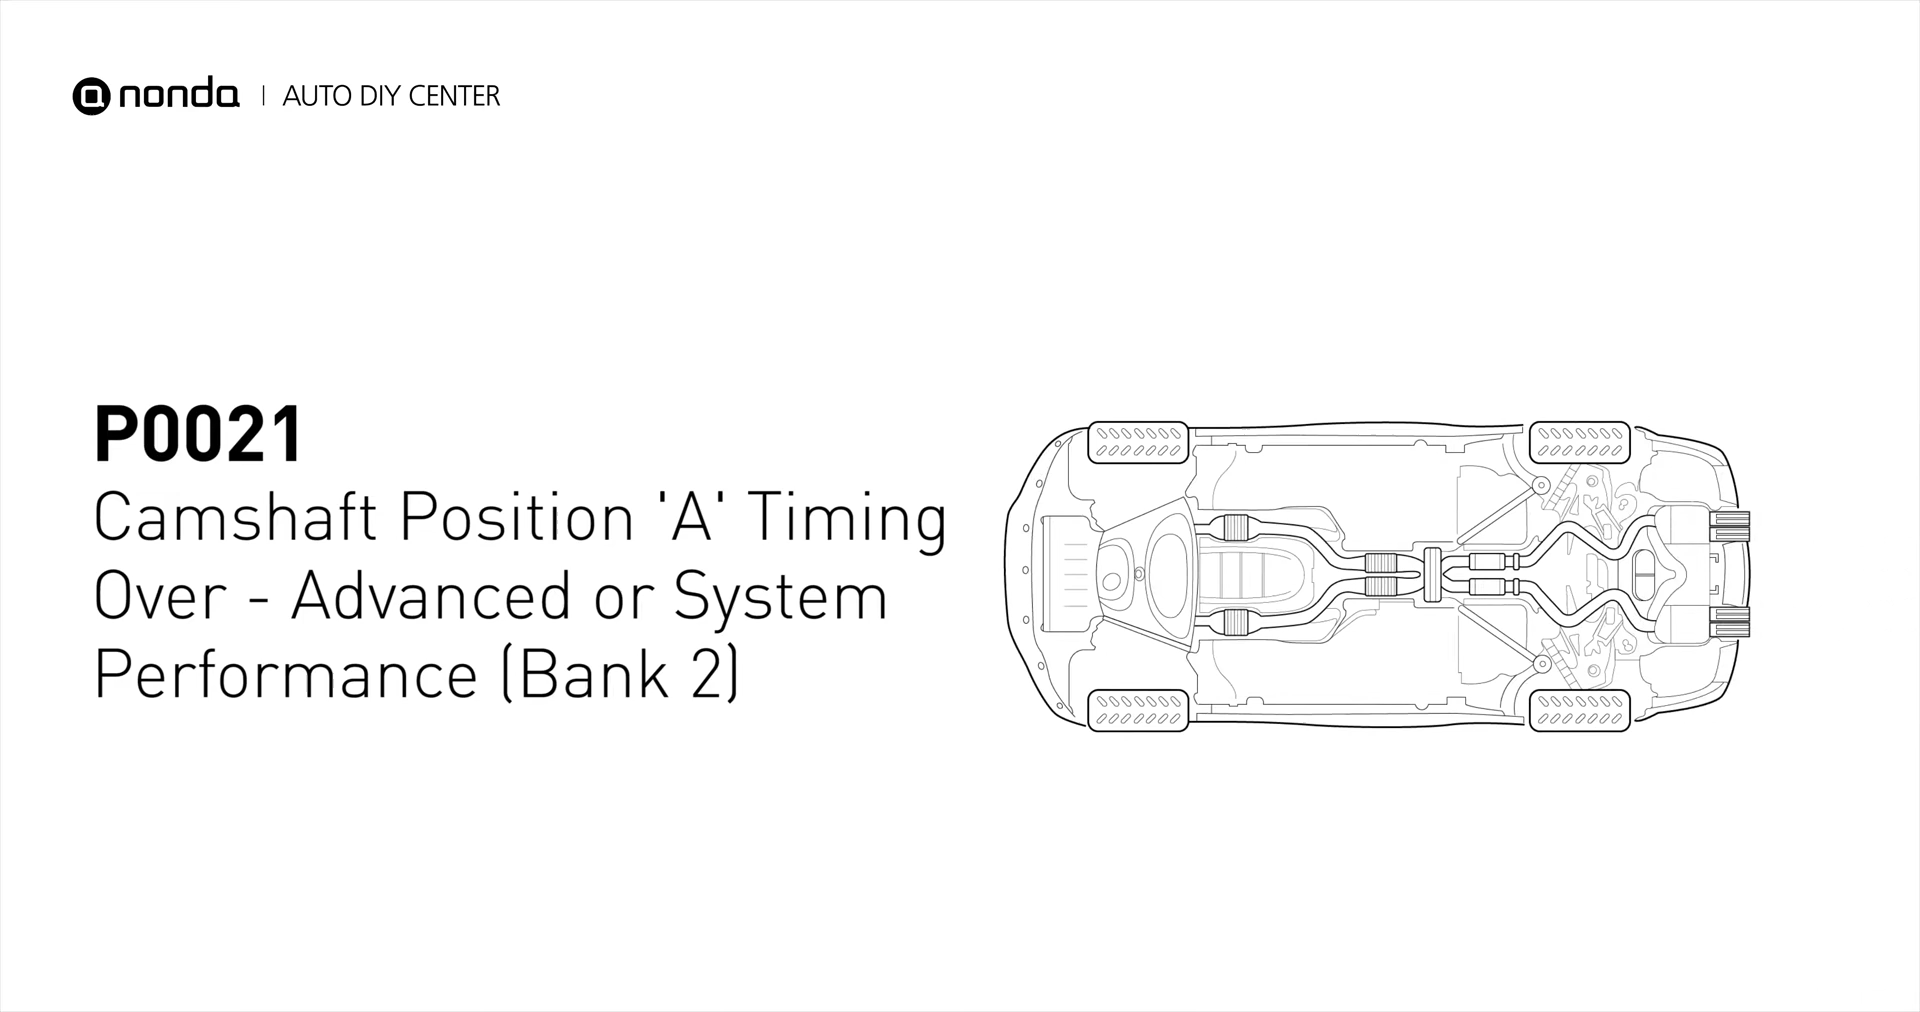 nonda | AUTO DIY CENTER
P0021
Camshaft Position 'A' Timing
Over - Advanced or System
Performance (Bank 2)